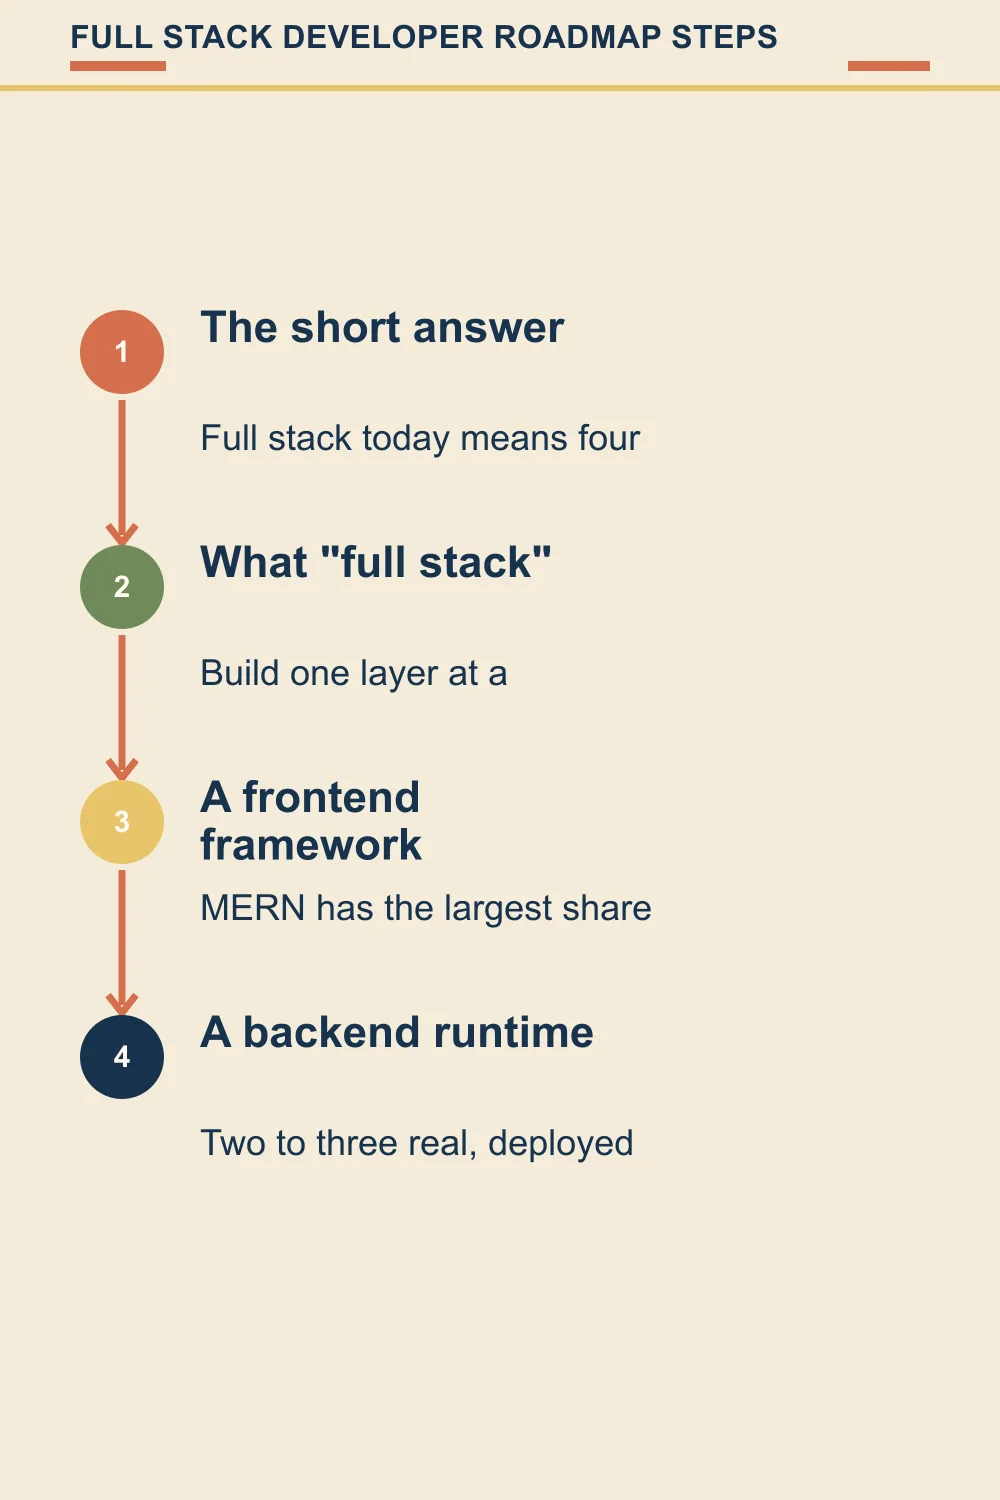 FULL STACK DEVELOPER ROADMAP STEPS
1
The short answer
Full stack today means four
2
What "full stack"
Build one layer at a
3
A frontend
framework
MERN has the largest share
4
A backend runtime
Two to three real, deployed